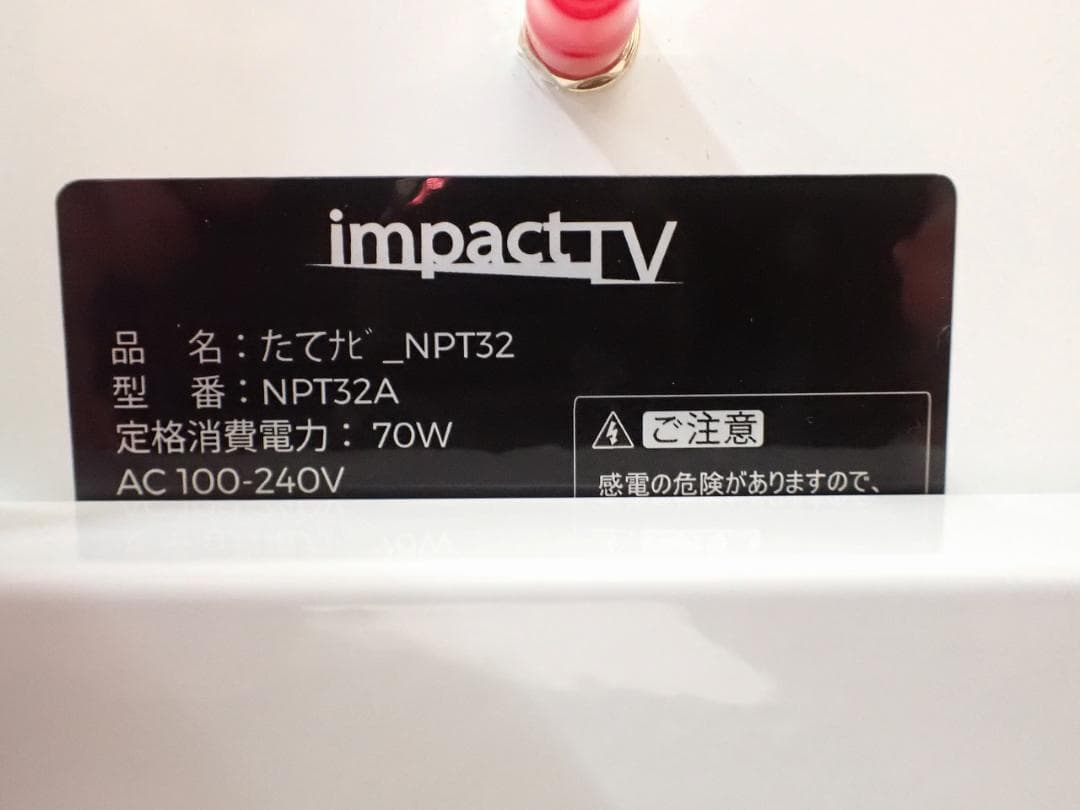 impactTV
品　名：たてﾅﾋﾞ_NPT32
型　番：NPT32A
定格消費電力：70W
AC 100-240V
ご注意
感電の危険がありますので、